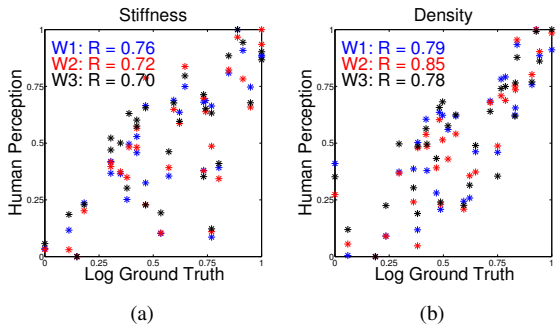 Stiffness
W1: R = 0.76
W2: R = 0.72
W3: R = 0.70
Human Perception
1
0.75
0.5
0.25
0
0
0.25
0.5
0.75
1
Log Ground Truth
(a)
Density
W1: R = 0.79
W2: R = 0.85
W3: R = 0.78
Human Perception
1
0.75
0.5
0.25
0
0
0.25
0.5
0.75
1
Log Ground Truth
(b)